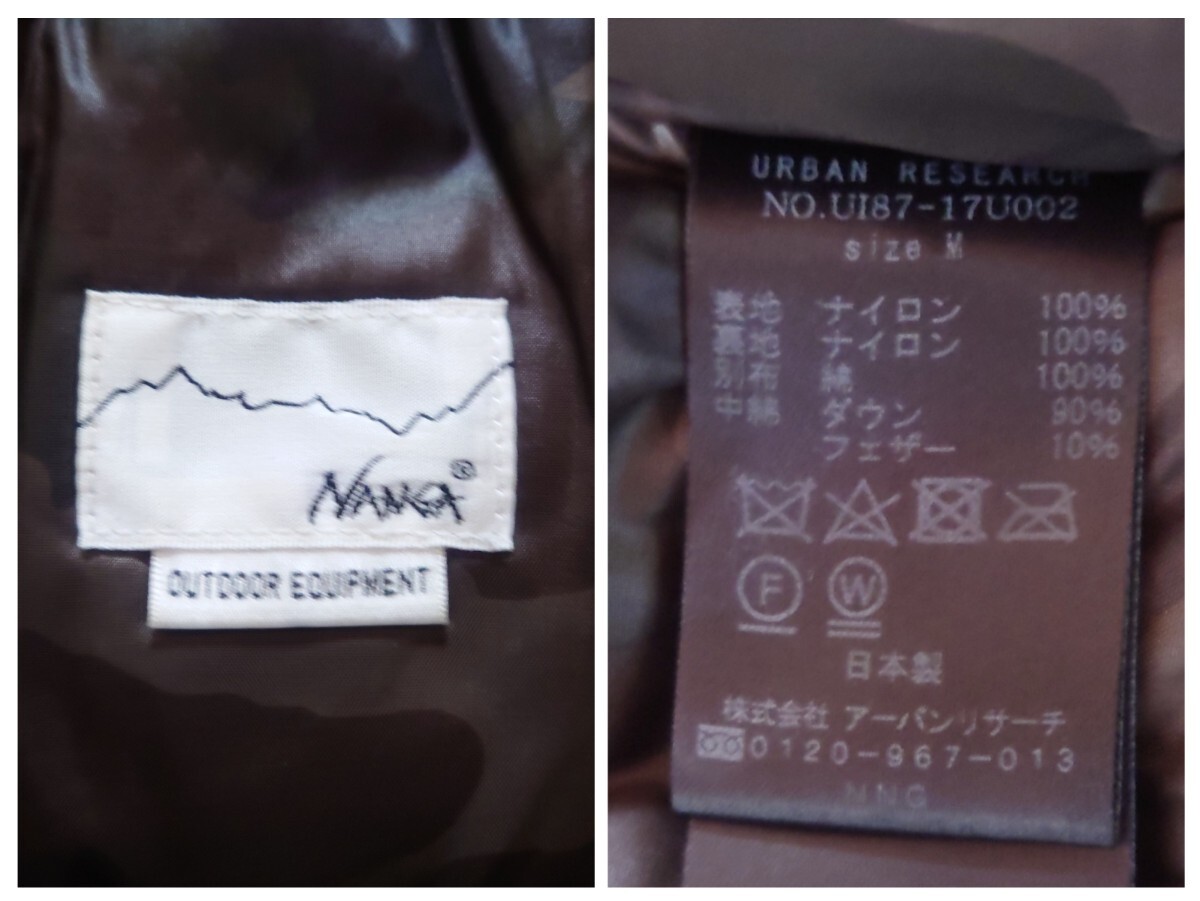 NANGA®
OUTDOOR EQUIPMENT
URBAN RESEARCH
NO.UI87-17U002
size M
表地 ナイロン 100%
裏地 ナイロン 100%
別布 綿 100%
中綿 ダウン 90%
フェザー 10%
F W
日本製
株式会社 アーバンリサーチ
0120-967-013
NNG